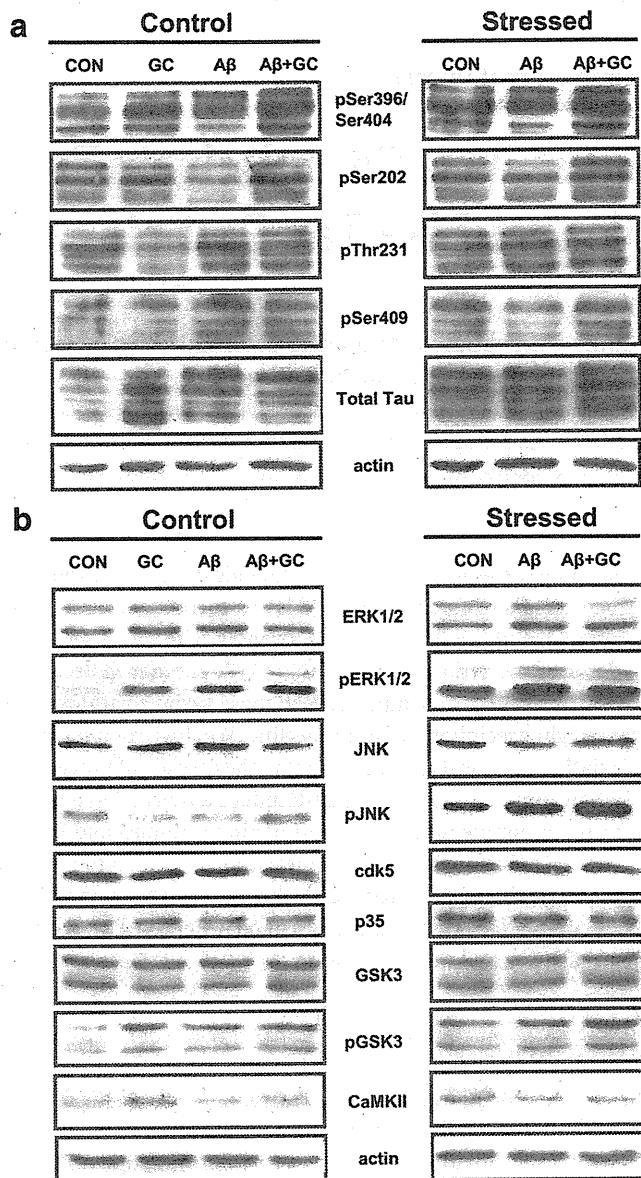 a
Control
Stressed
CON GC Aβ Aβ+GC
CON Aβ Aβ+GC
pSer396/
Ser404
pSer202
pThr231
pSer409
Total Tau
actin
b
Control
Stressed
CON GC Aβ Aβ+GC
CON Aβ Aβ+GC
ERK1/2
pERK1/2
JNK
pJNK
cdk5
p35
GSK3
pGSK3
CaMKII
actin